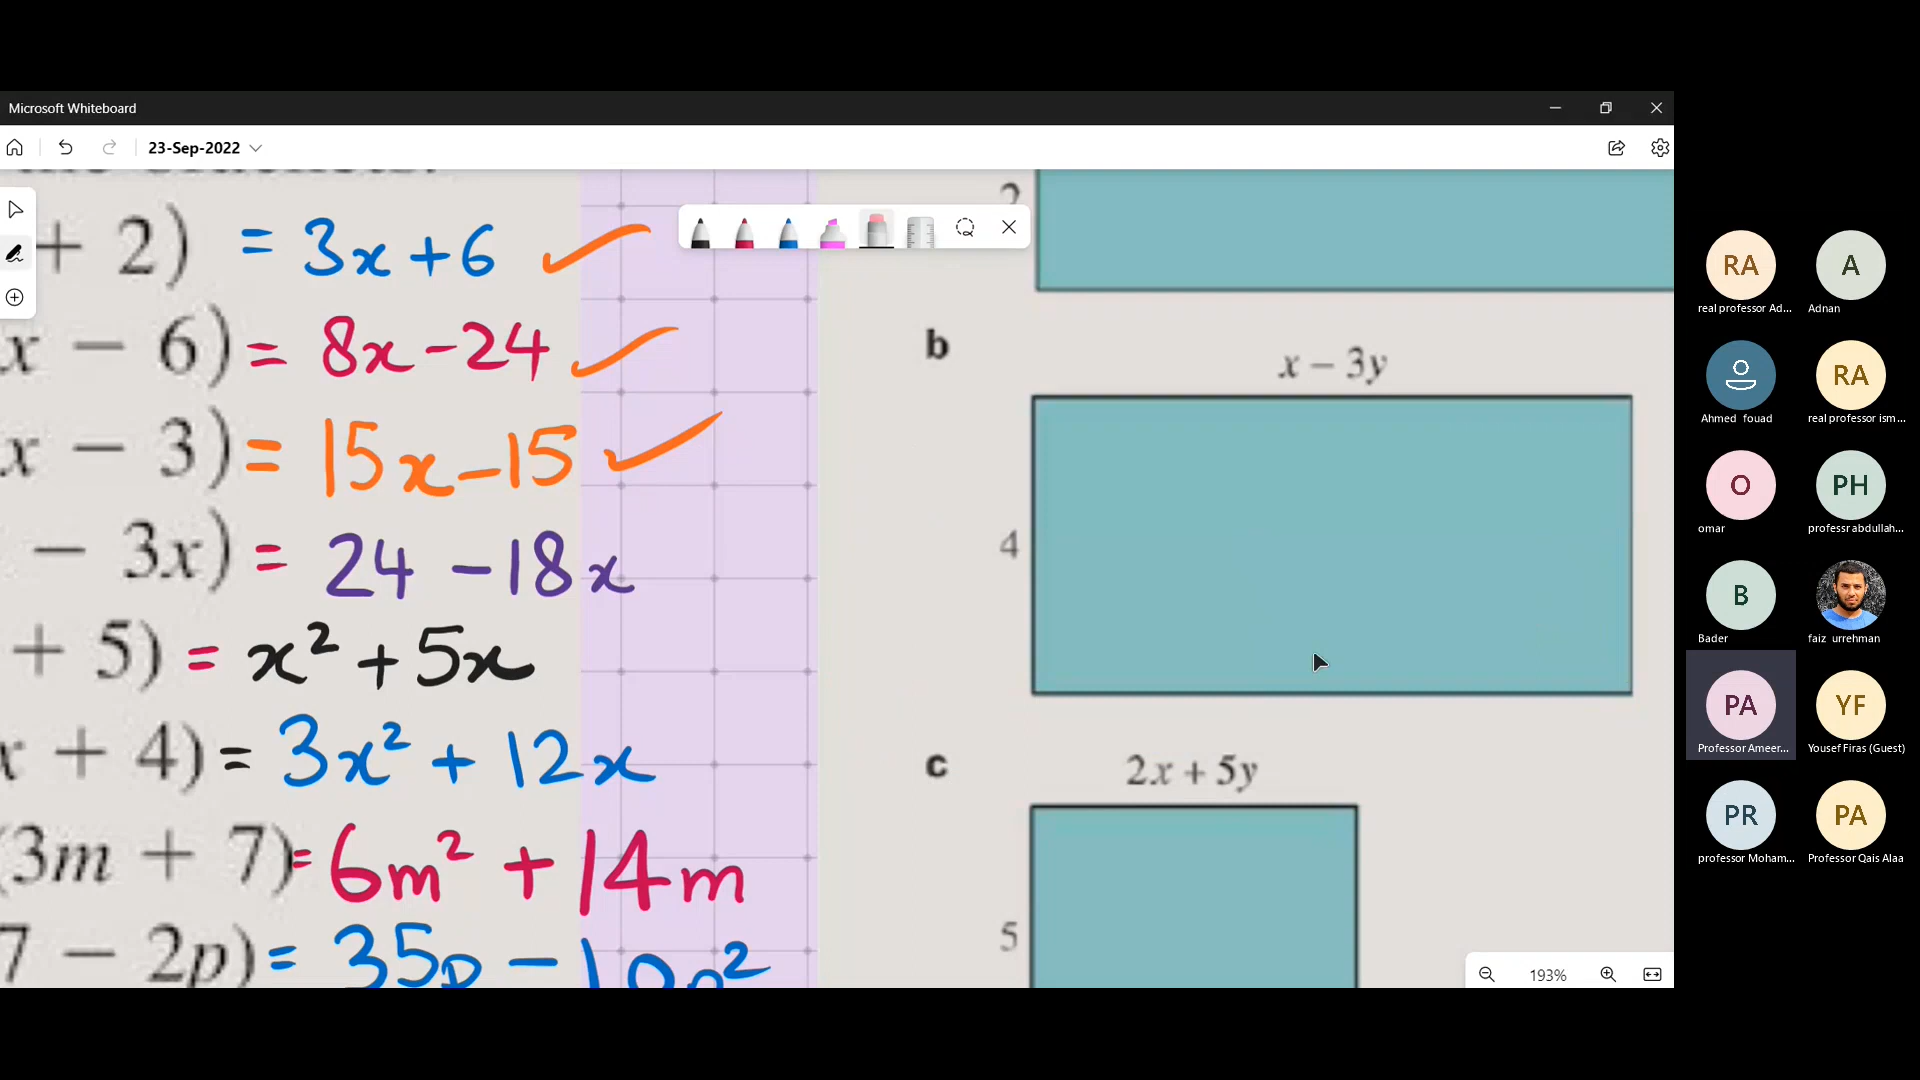 Microsoft Whiteboard
23-Sep-2022
+ 2) = 3x+6
x − 6) = 8x-24
x − 3) = 15x-15
− 3x) = 24 -18x
+ 5) = x² + 5x
x + 4) = 3x² + 12x
(3m + 7) = 6m² + 14m
7 − 2p) = 35p - 10p²
2
b
x − 3y
4
c
2x + 5y
5
193%
RA
real professor Ad...
A
Adnan
Ahmed fouad
RA
real professor ism...
O
omar
PH
professr abdullah...
B
Bader
faiz urrehman
PA
Professor Ameer...
YF
Yousef Firas (Guest)
PR
professor Moham...
PA
Professor Qais Alaa